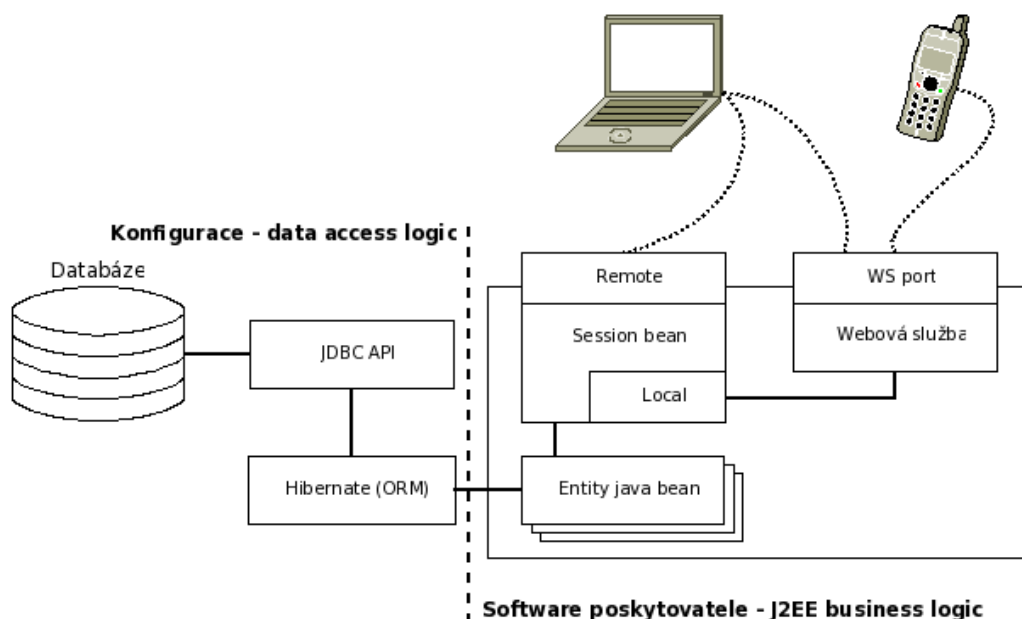 Konfigurace - data access logic
Databáze
JDBC API
Hibernate (ORM)
Remote
Session bean
Local
Entity java bean
WS port
Webová služba
Software poskytovatele - J2EE business logic